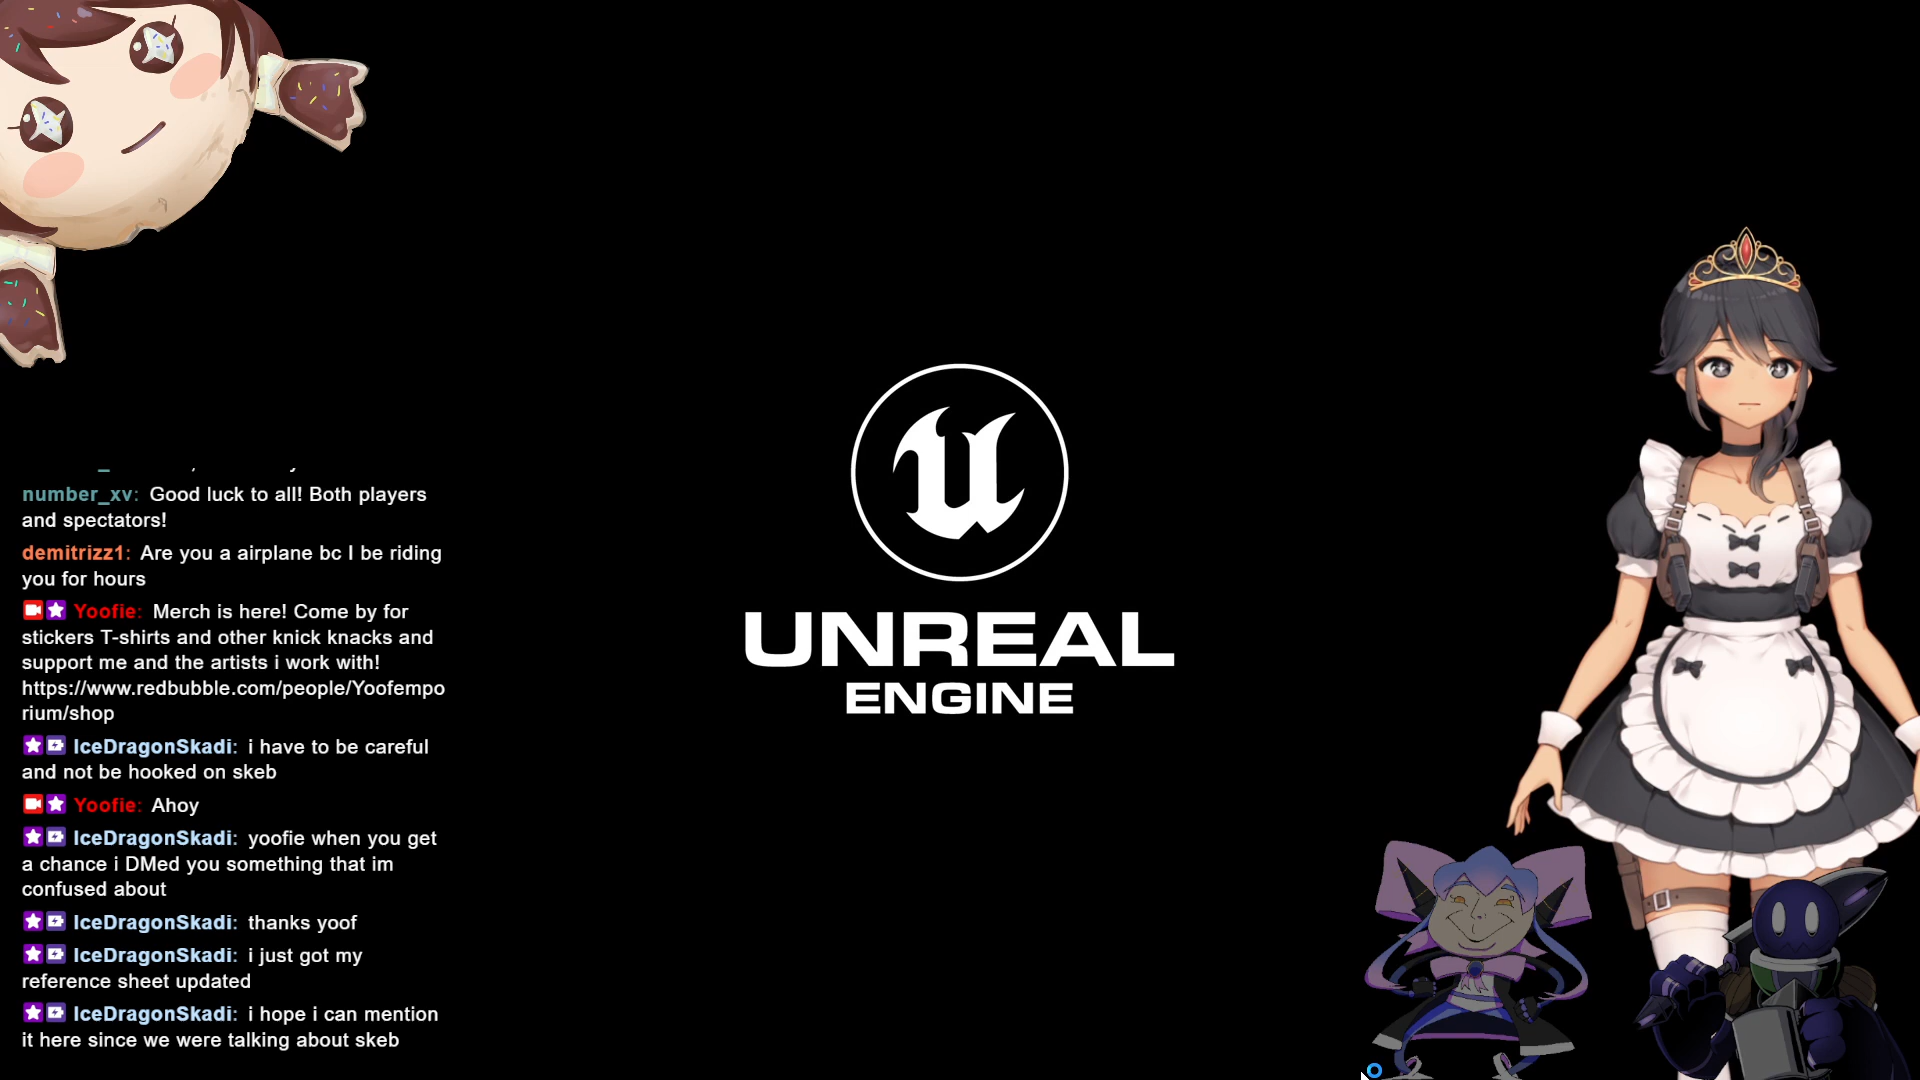 number_xv: Good luck to all! Both players
and spectators!
demitrizz1: Are you a airplane bc I be riding
you for hours
Yoofie: Merch is here! Come by for
stickers T-shirts and other knick knacks and
support me and the artists i work with!
https://www.redbubble.com/people/Yoofempo
rium/shop
IceDragonSkadi: i have to be careful
and not be hooked on skeb
Yoofie: Ahoy
IceDragonSkadi: yoofie when you get
a chance i DMed you something that im
confused about
IceDragonSkadi: thanks yoof
IceDragonSkadi: i just got my
reference sheet updated
IceDragonSkadi: i hope i can mention
it here since we were talking about skeb
UNREAL
ENGINE